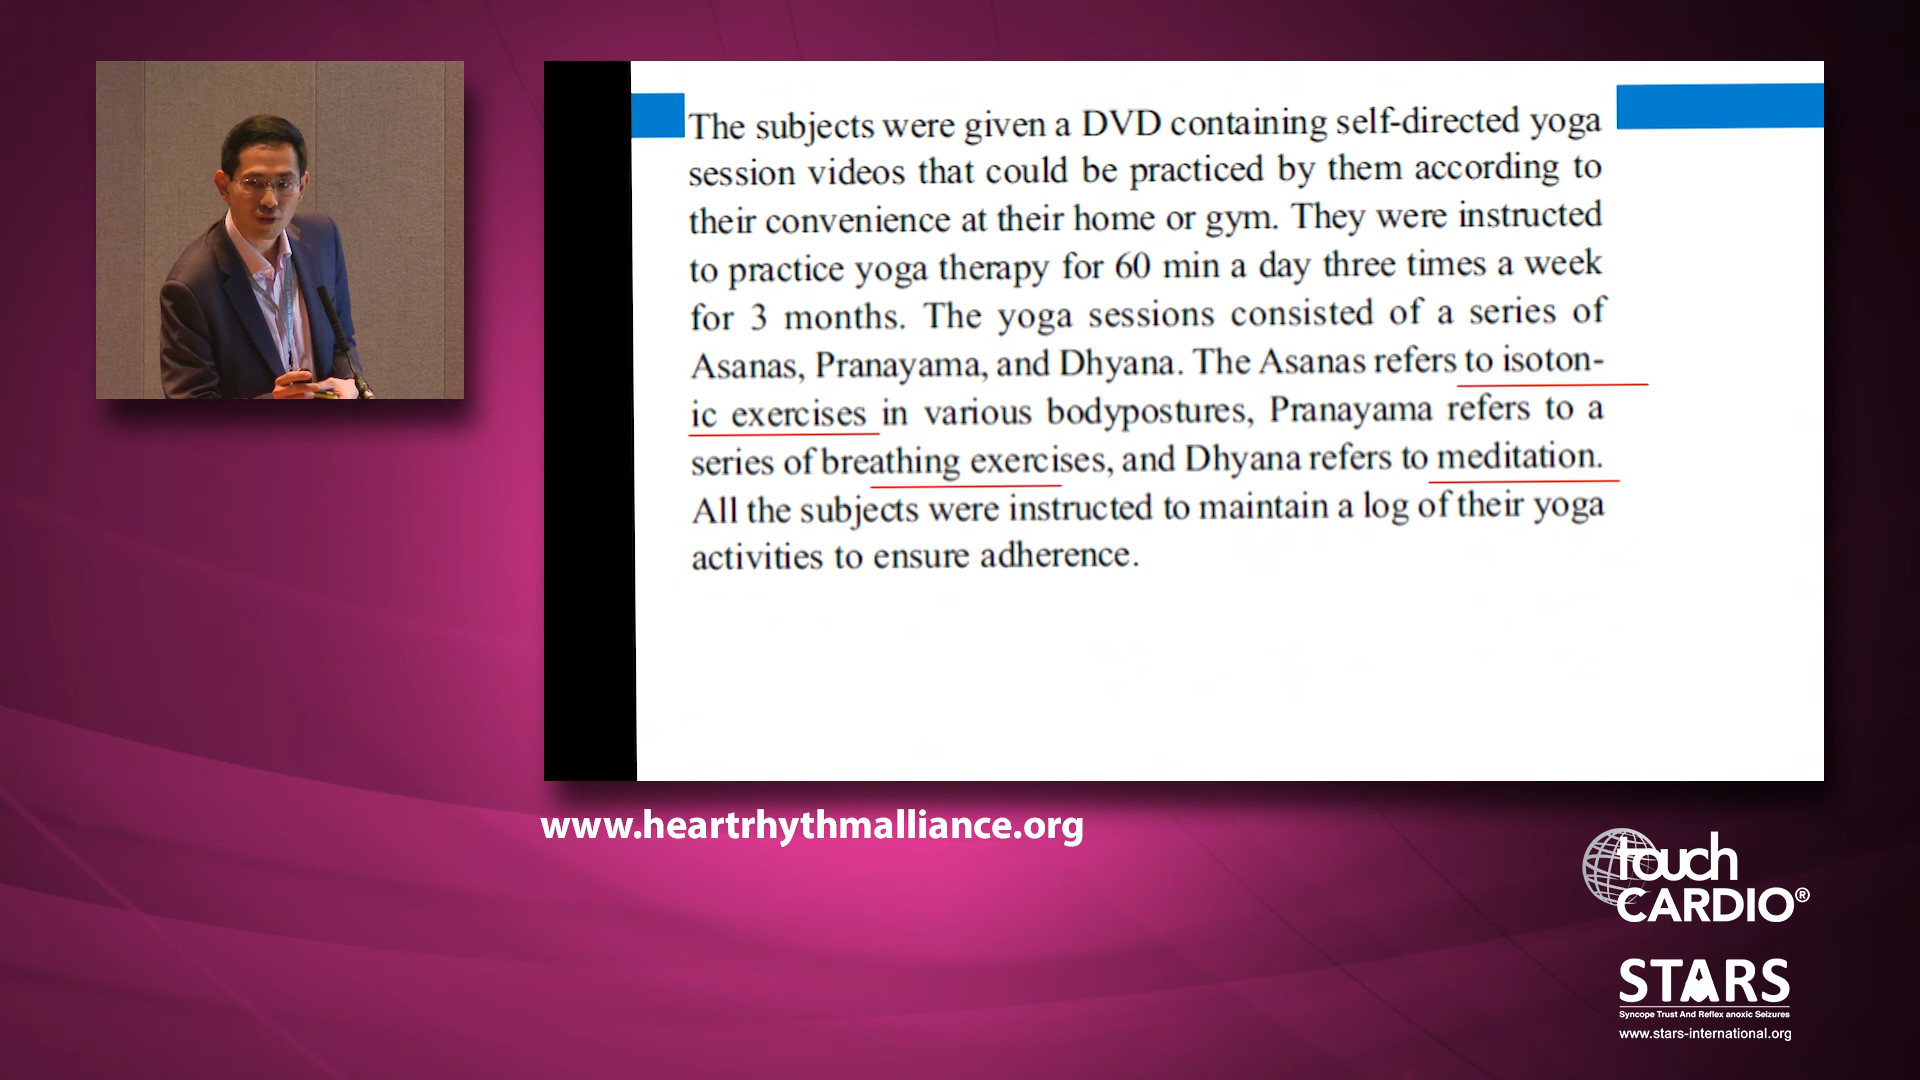 The subjects were given a DVD containing self-directed yoga
session videos that could be practiced by them according to
their convenience at their home or gym. They were instructed
to practice yoga therapy for 60 min a day three times a week
for 3 months. The yoga sessions consisted of a series of
Asanas, Pranayama, and Dhyana. The Asanas refers to isoton-
ic exercises in various bodypostures, Pranayama refers to a
series of breathing exercises, and Dhyana refers to meditation.
All the subjects were instructed to maintain a log of their yoga
activities to ensure adherence.
www.heartrhythmalliance.org
touch
CARDIO®
STARS
Syncope Trust And Reflex anoxic Seizures
www.stars-international.org